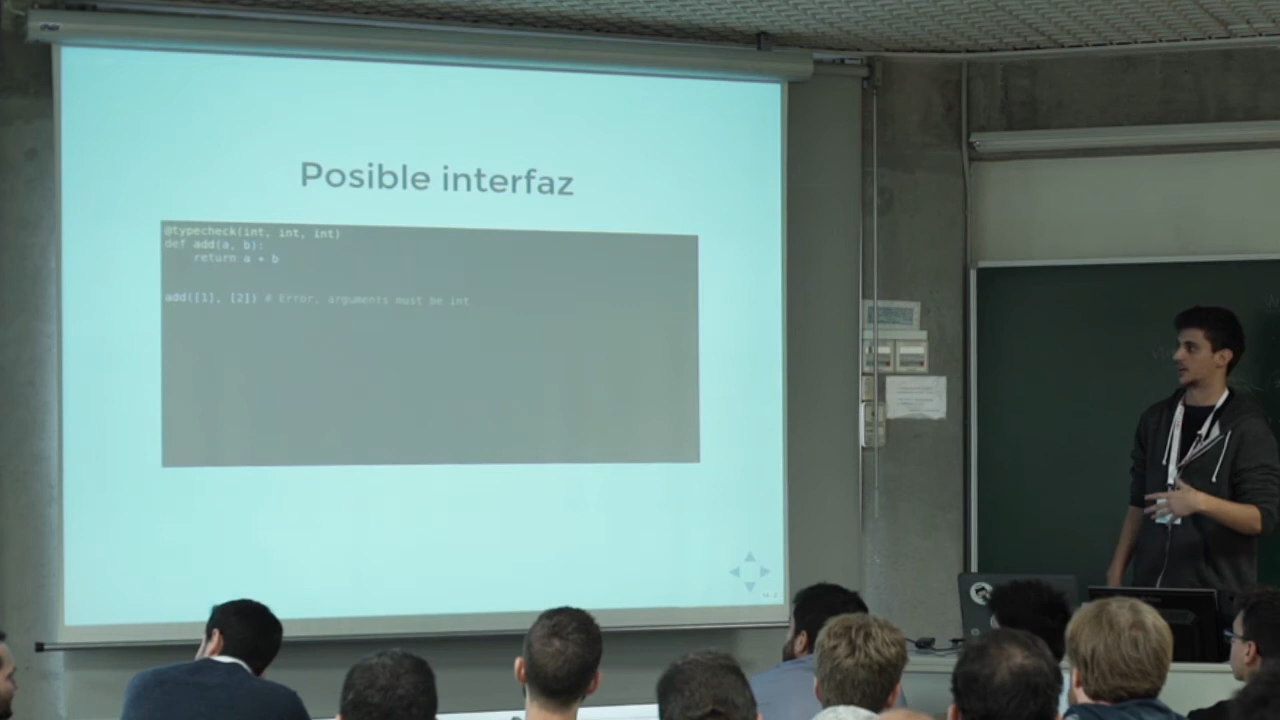 Posible interfaz
@typecheck(int, int, int)
def add(a, b):
    return a + b
add([1], [2]) # Error, arguments must be int